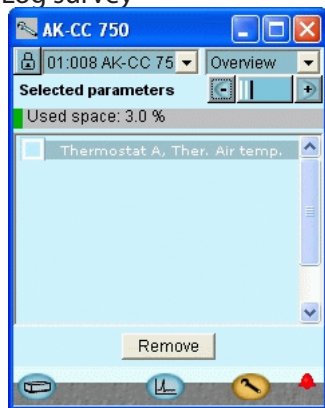 Log survey
AK-CC 750
01:008 AK-CC 75 Overview
Selected parameters
Used space: 3.0 %
Thermostat A, Ther. Air temp.
Remove